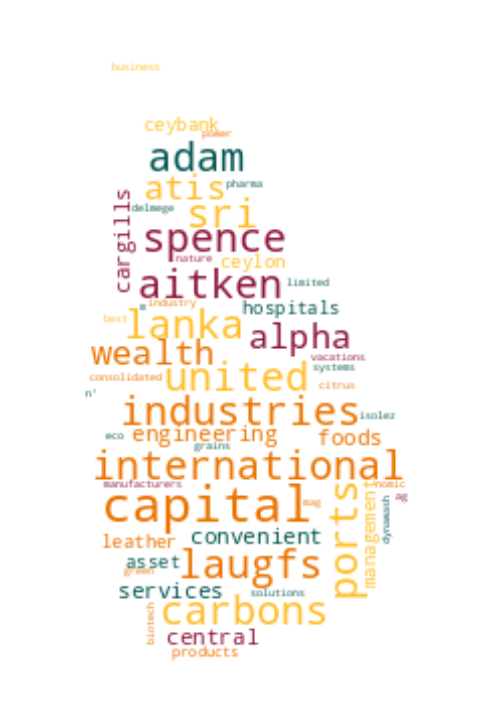 business
ceybank
power
adam
atis pharma
delmege
sri
cargills
spence
nature ceylon
aitken limited
industry
m hospitals
best lanka
alpha
wealth vacations
systems
consolidated united citrus
n'
industries isolez
eco engineering foods
grains
international
manufacturers nomic
capital mag ag
ports
management
dynawash
convenient
leather
asset laugfs
green
services solutions
carbons
biotech
central
products